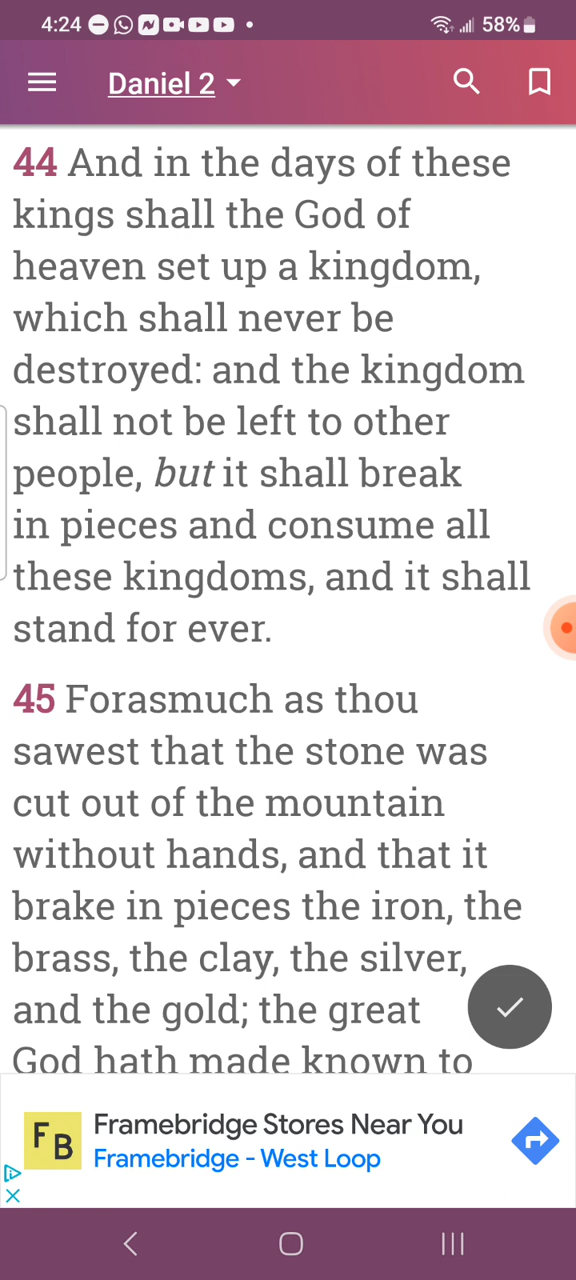 4:24 58%
Daniel 2
44 And in the days of these
kings shall the God of
heaven set up a kingdom,
which shall never be
destroyed: and the kingdom
shall not be left to other
people, but it shall break
in pieces and consume all
these kingdoms, and it shall
stand for ever.
45 Forasmuch as thou
sawest that the stone was
cut out of the mountain
without hands, and that it
brake in pieces the iron, the
brass, the clay, the silver,
and the gold; the great
God hath made known to
FB
Framebridge Stores Near You
Framebridge - West Loop